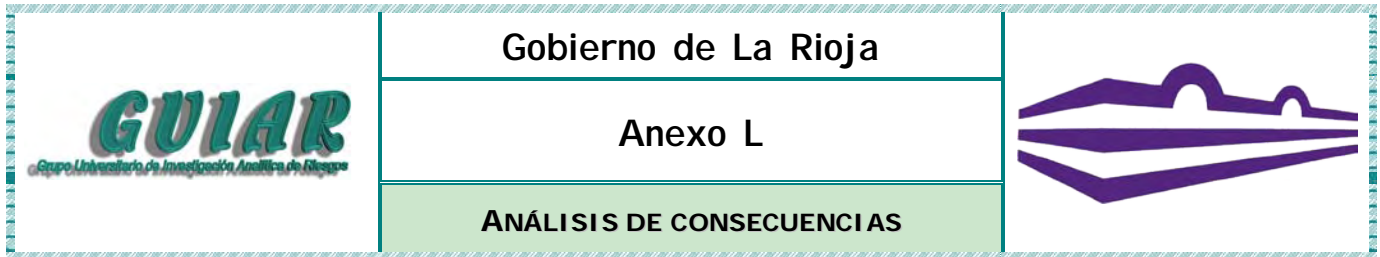 GUIAR
Grupo Universitario de Investigación Analítica de Riesgos
Gobierno de La Rioja
Anexo L
ANÁLISIS DE CONSECUENCIAS